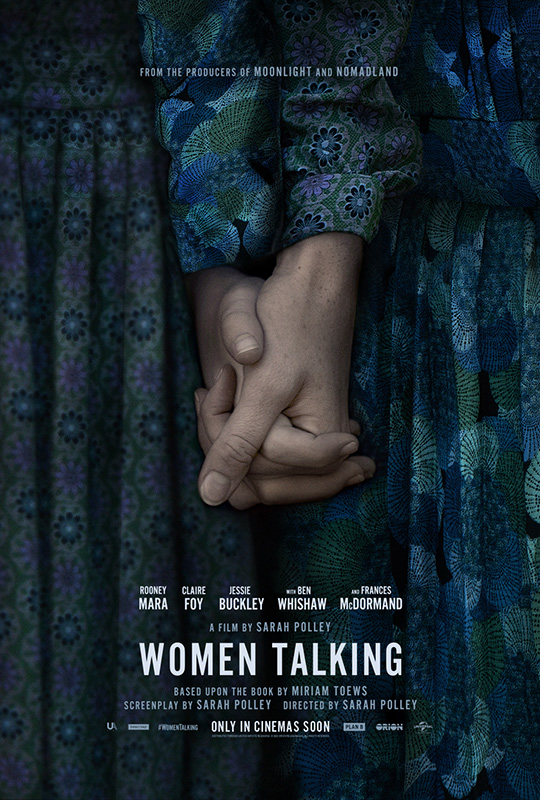 FROM THE PRODUCERS OF MOONLIGHT AND NOMADLAND
RODNEY MARA
CLAIRE FOY
JESSIE BUCKLEY
WITH BEN WHISHAW
AND FRANCES McDORMAND
A FILM BY SARAH POLLEY
WOMEN TALKING
BASED UPON THE BOOK BY MIRIAM TOEWS
SCREENPLAY BY SARAH POLLEY DIRECTED BY SARAH POLLEY
#WOMENTALKING ONLY IN CINEMAS SOON PLAN B ORION UNIVERSAL